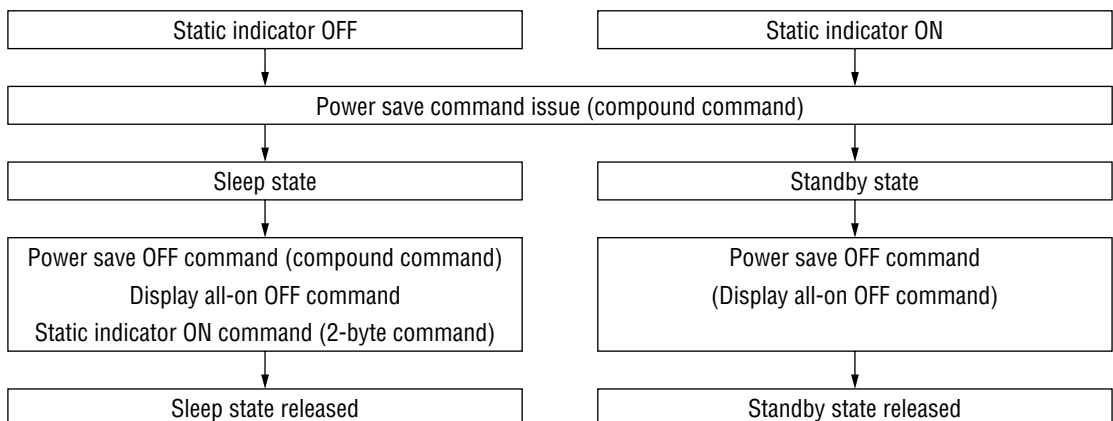 Static indicator OFF
Static indicator ON
Power save command issue (compound command)
Sleep state
Standby state
Power save OFF command (compound command)
Display all-on OFF command
Static indicator ON command (2-byte command)
Power save OFF command
(Display all-on OFF command)
Sleep state released
Standby state released